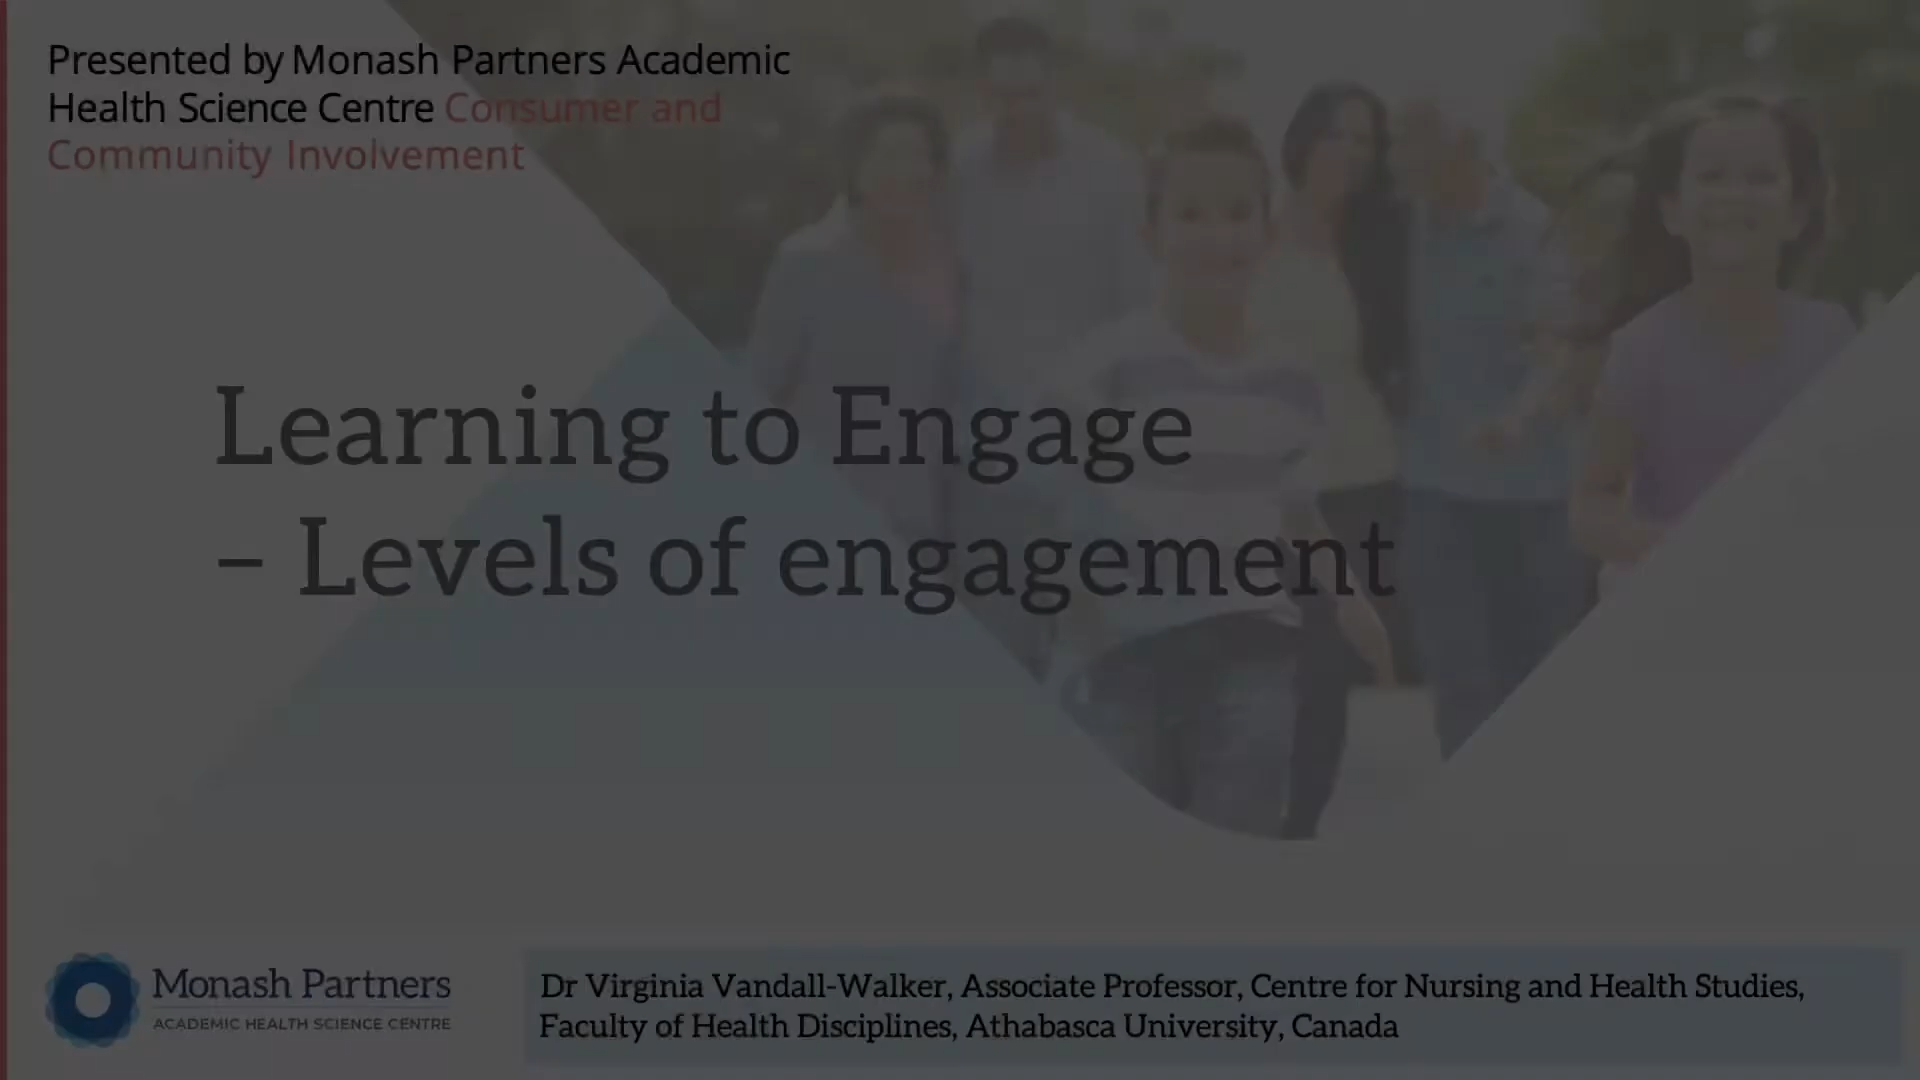 Presented by Monash Partners Academic
Health Science Centre Consumer and
Community Involvement
Learning to Engage
– Levels of engagement
Monash Partners
ACADEMIC HEALTH SCIENCE CENTRE
Dr Virginia Vandall-Walker, Associate Professor, Centre for Nursing and Health Studies,
Faculty of Health Disciplines, Athabasca University, Canada